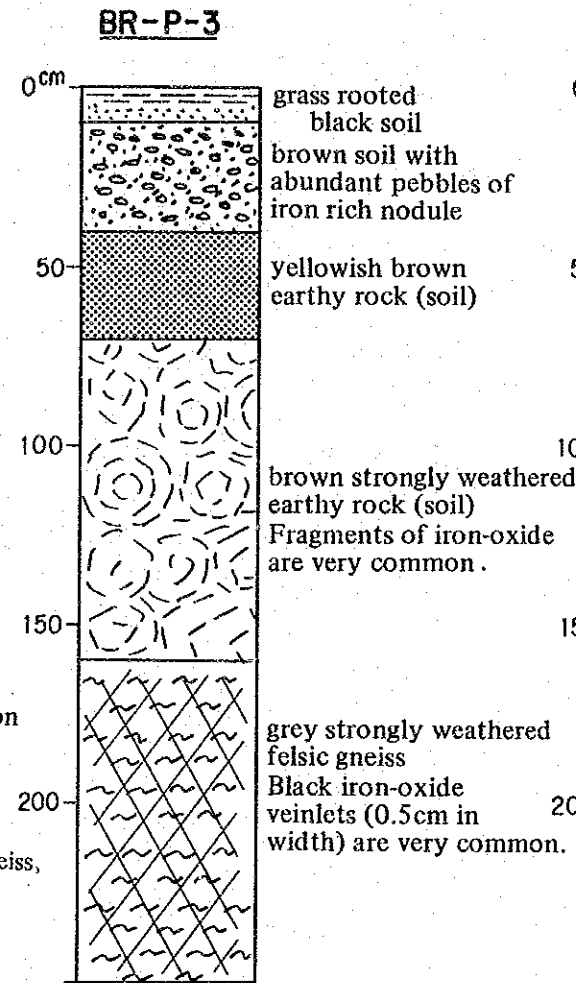 BR-P-3
0cm
grass rooted
black soil
brown soil with
abundant pebbles of
iron rich nodule
50
yellowish brown
earthy rock (soil)
100
brown strongly weathered
earthy rock (soil)
Fragments of iron-oxide
are very common.
150
grey strongly weathered
felsic gneiss
Black iron-oxide
veinlets (0.5cm in
width) are very common.
200